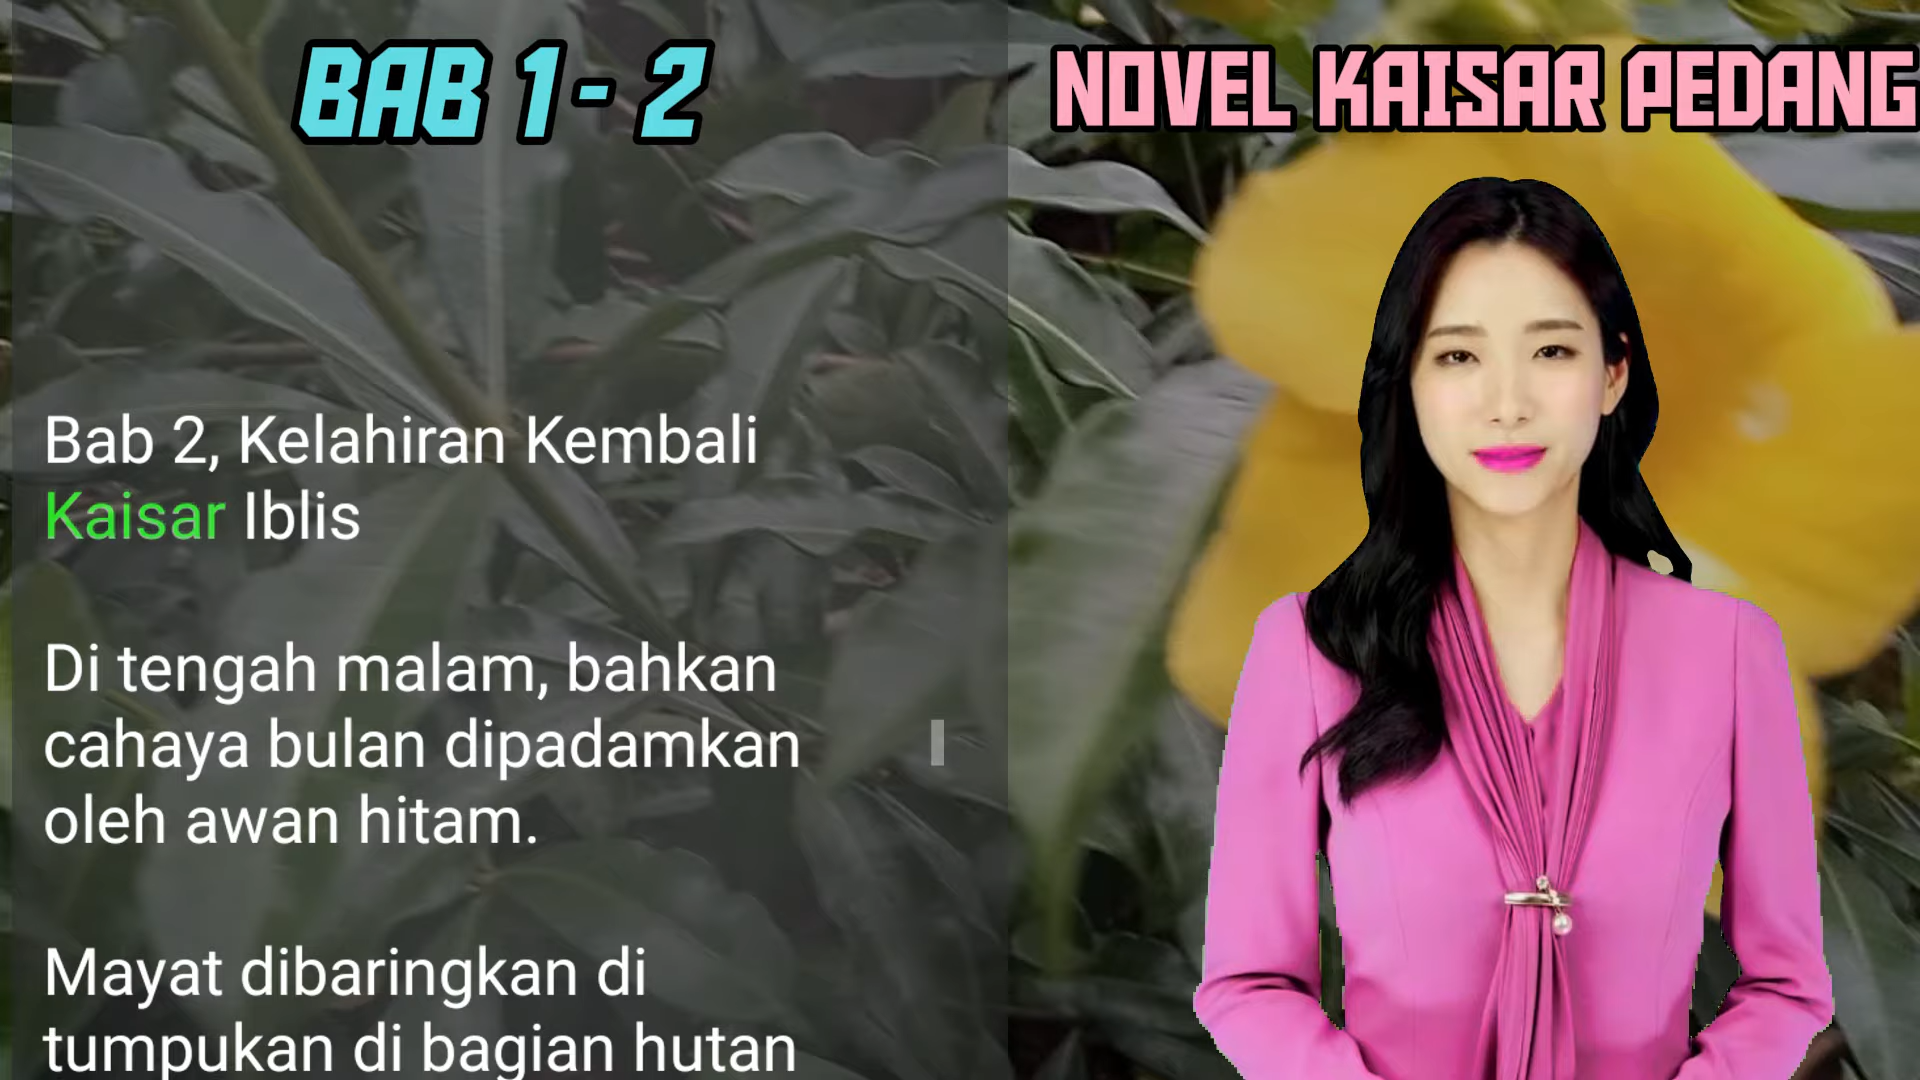 BAB 1 - 2
NOVEL KAISAR PEDANG
Bab 2, Kelahiran Kembali
Kaisar Iblis
Di tengah malam, bahkan
cahaya bulan dipadamkan
oleh awan hitam.
Mayat dibaringkan di
tumpukan di bagian hutan